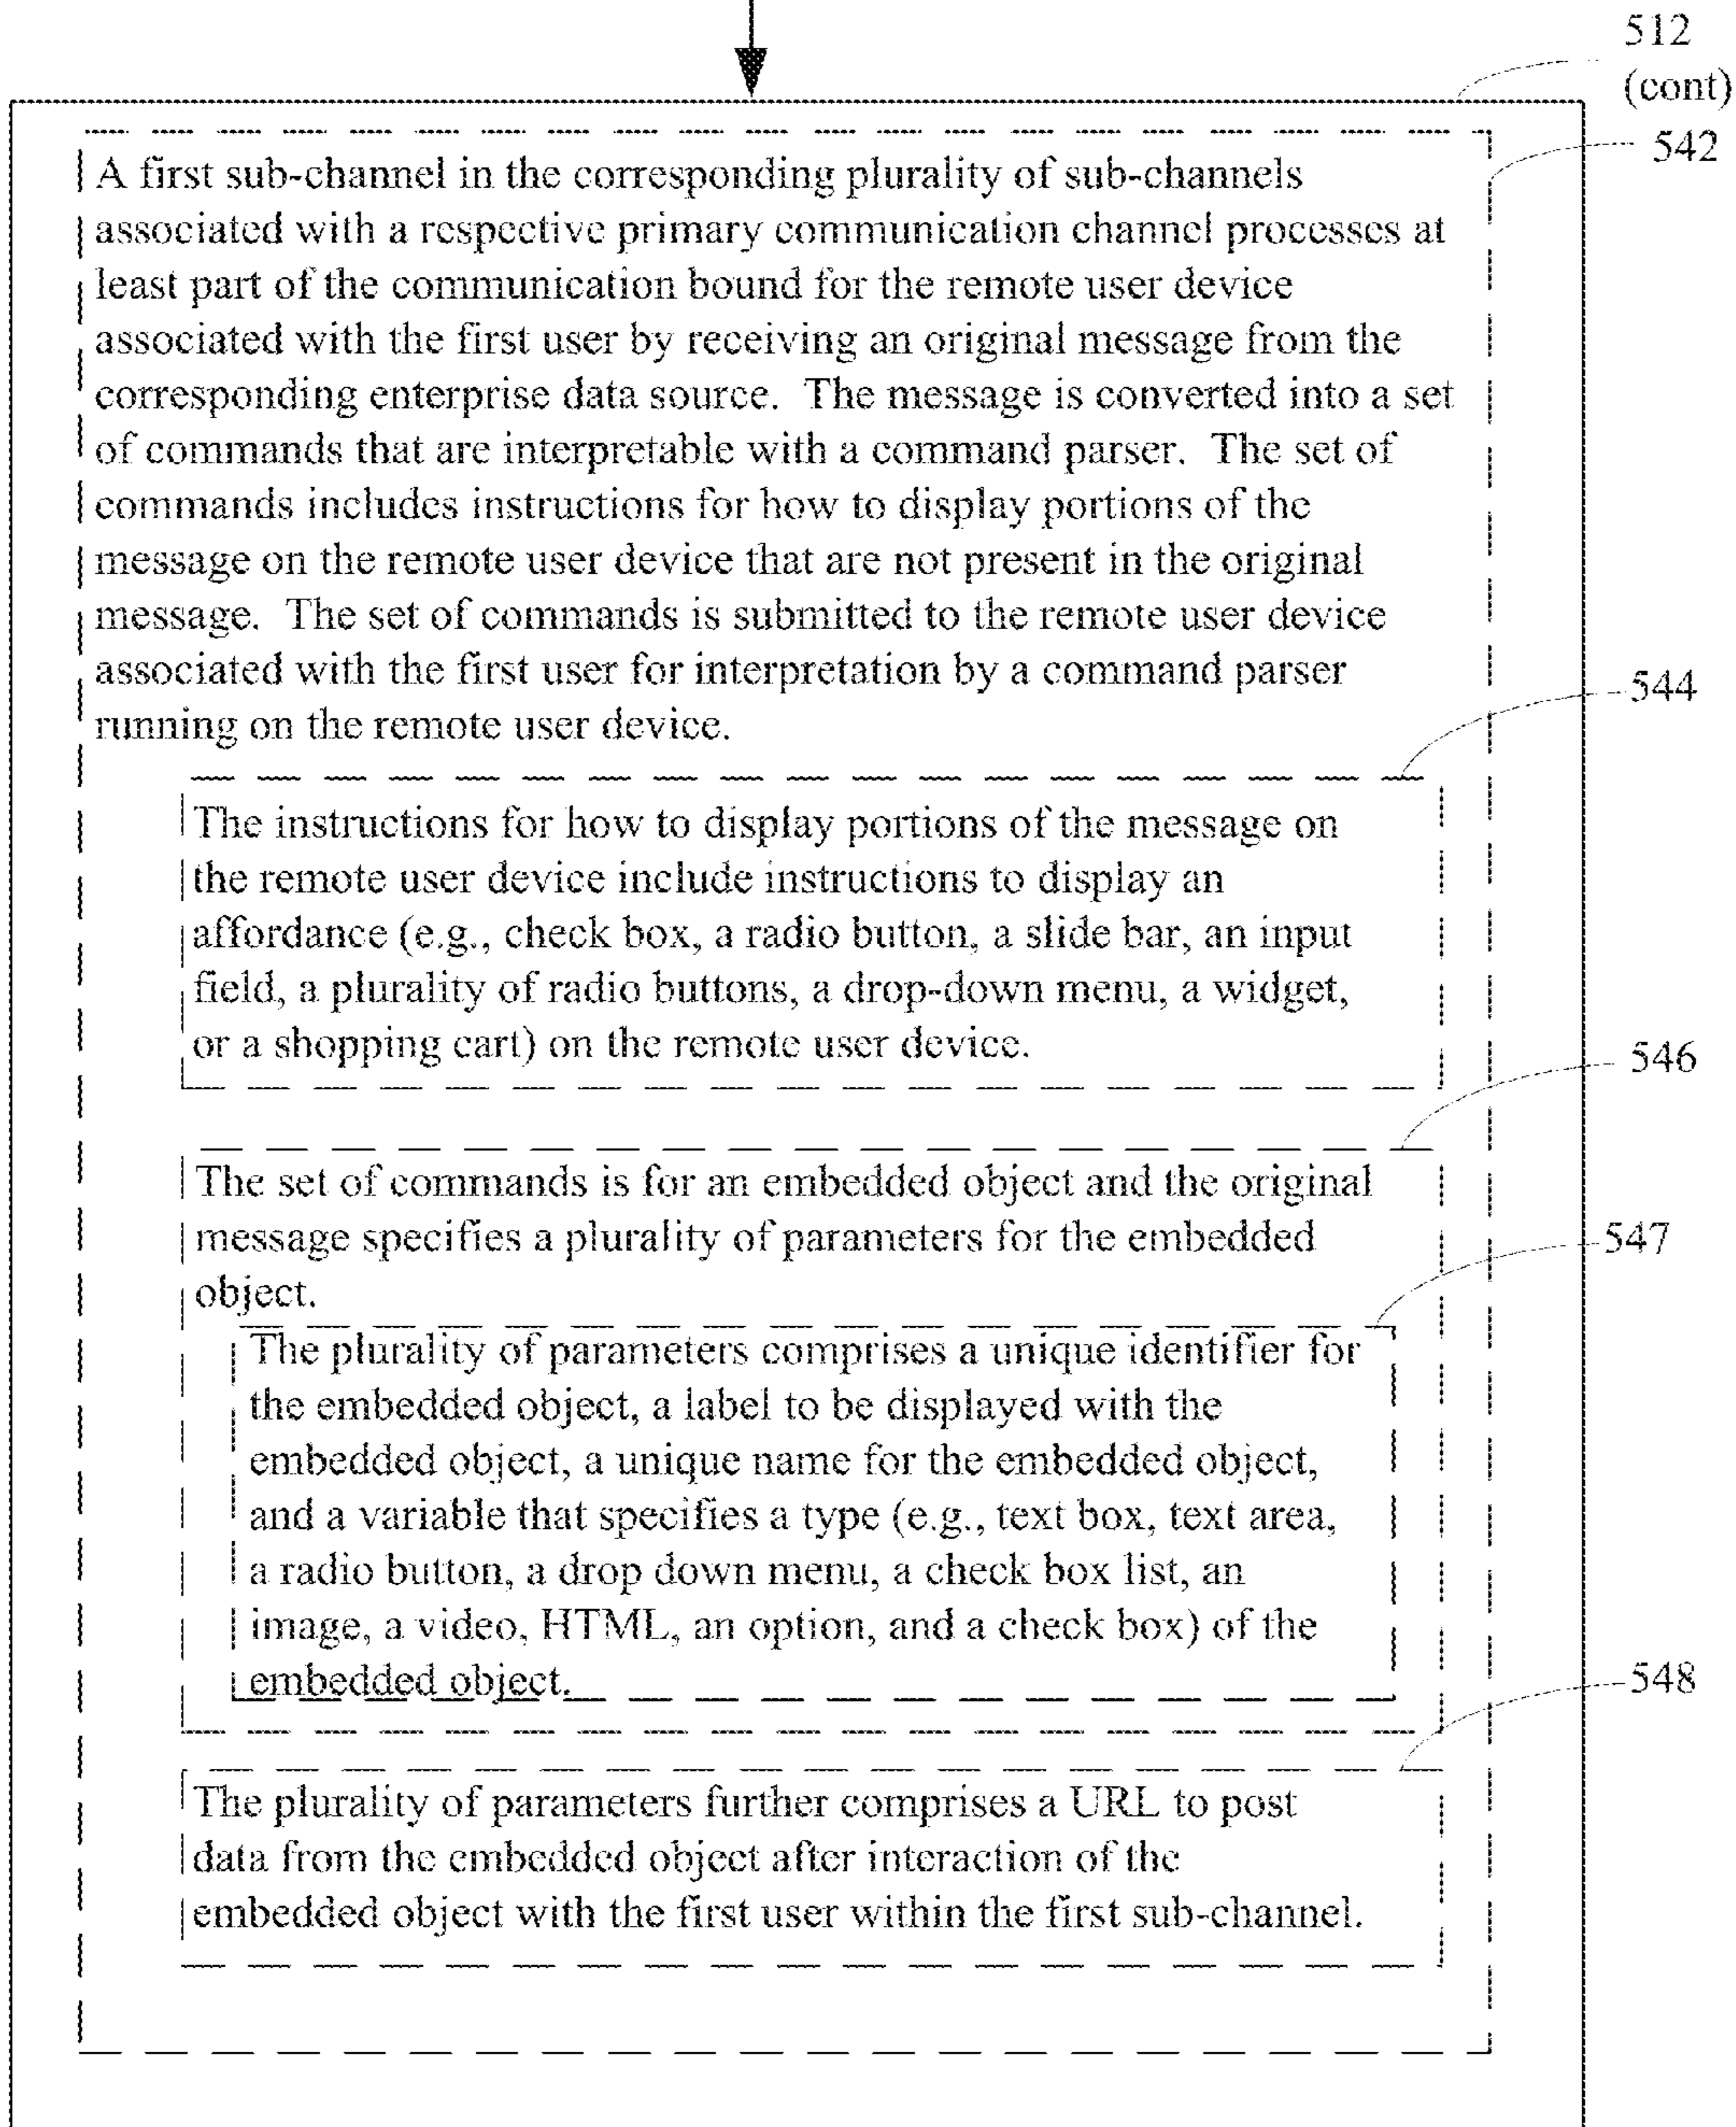 512
(cont)
542
A first sub-channel in the corresponding plurality of sub-channels
associated with a respective primary communication channel processes at
least part of the communication bound for the remote user device
associated with the first user by receiving an original message from the
corresponding enterprise data source. The message is converted into a set
of commands that are interpretable with a command parser. The set of
commands includes instructions for how to display portions of the
message on the remote user device that are not present in the original
message. The set of commands is submitted to the remote user device
associated with the first user for interpretation by a command parser
running on the remote user device.
544
The instructions for how to display portions of the message on
the remote user device include instructions to display an
affordance (e.g., check box, a radio button, a slide bar, an input
field, a plurality of radio buttons, a drop-down menu, a widget,
or a shopping cart) on the remote user device.
546
The set of commands is for an embedded object and the original
message specifies a plurality of parameters for the embedded
object.
547
The plurality of parameters comprises a unique identifier for
the embedded object, a label to be displayed with the
embedded object, a unique name for the embedded object,
and a variable that specifies a type (e.g., text box, text area,
a radio button, a drop down menu, a check box list, an
image, a video, HTML, an option, and a check box) of the
embedded object.
548
The plurality of parameters further comprises a URL to post
data from the embedded object after interaction of the
embedded object with the first user within the first sub-channel.